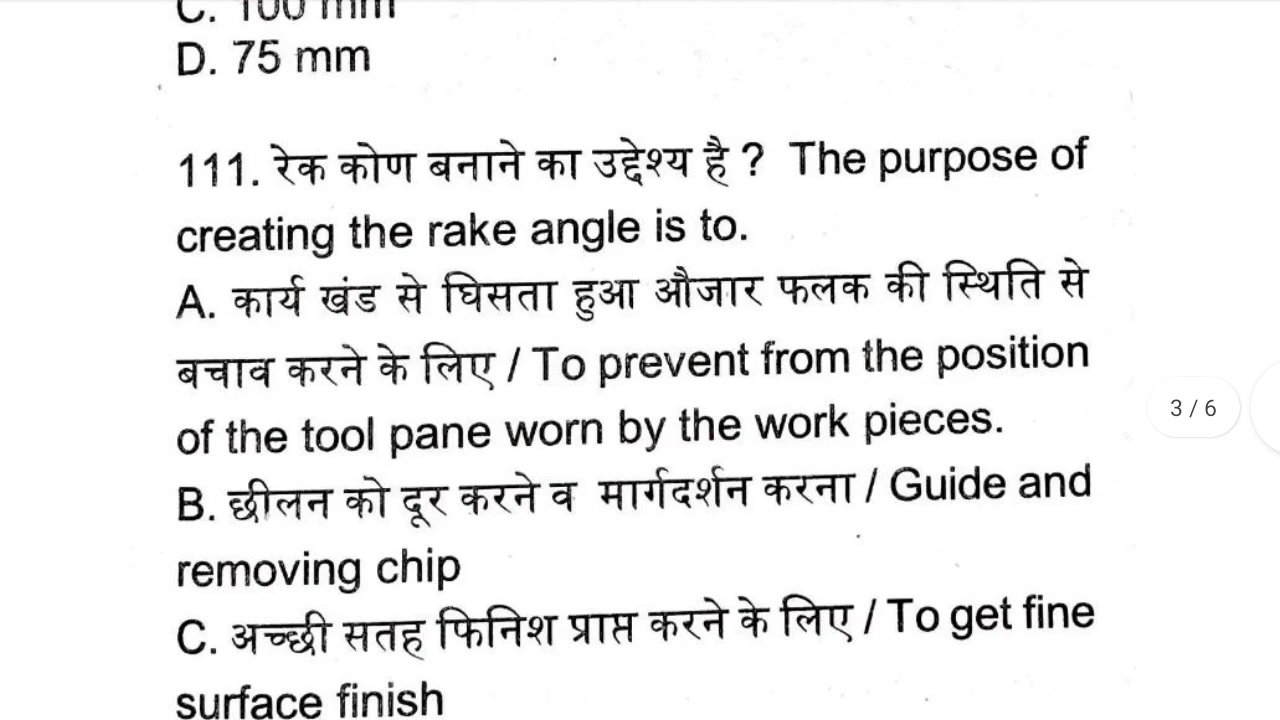 C. 100 mm
D. 75 mm
111. रेक कोण बनाने का उद्देश्य है ? The purpose of
creating the rake angle is to.
A. कार्य खंड से घिसता हुआ औजार फलक की स्थिति से
बचाव करने के लिए / To prevent from the position
of the tool pane worn by the work pieces.
3 / 6
B. छीलन को दूर करने व मार्गदर्शन करना / Guide and
removing chip
C. अच्छी सतह फिनिश प्राप्त करने के लिए / To get fine
surface finish